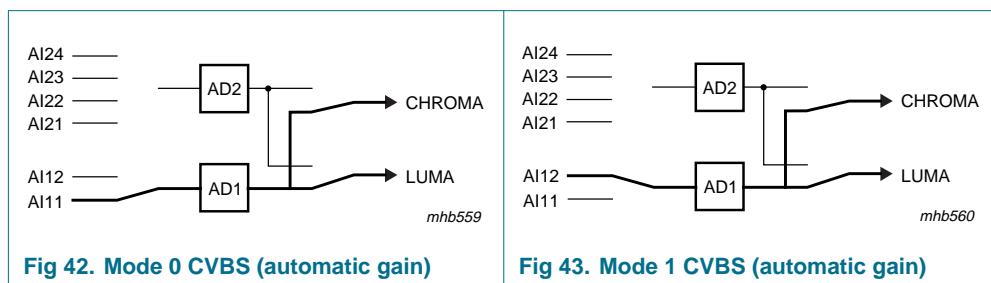 AI24
AI23
AI22
AI21
AI12
AI11
AD2
AD1
CHROMA
LUMA
mhb559
Fig 42. Mode 0 CVBS (automatic gain)
AI24
AI23
AI22
AI21
AI12
AI11
AD2
AD1
CHROMA
LUMA
mhb560
Fig 43. Mode 1 CVBS (automatic gain)